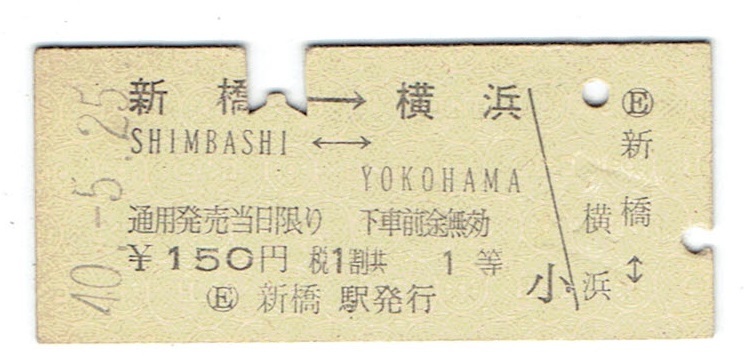 新橋→横浜
SHIMBASHI ↔
YOKOHAMA
通用発売当日限り 下車前途無効
¥150円 税1割共 1等
Ⓔ新橋駅発行
小
Ⓔ新橋↕
横浜
40.-5.25